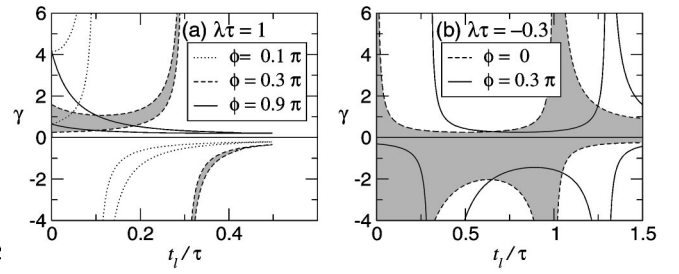 (a) λτ = 1
ϕ= 0.1 π
ϕ = 0.3 π
ϕ = 0.9 π
6
4
2
0
-2
-4
γ
0
0.2
0.4
t_l/τ
(b) λτ = −0.3
ϕ = 0
ϕ = 0.3 π
6
4
2
0
-2
-4
γ
0
0.5
1
1.5
t_l/τ